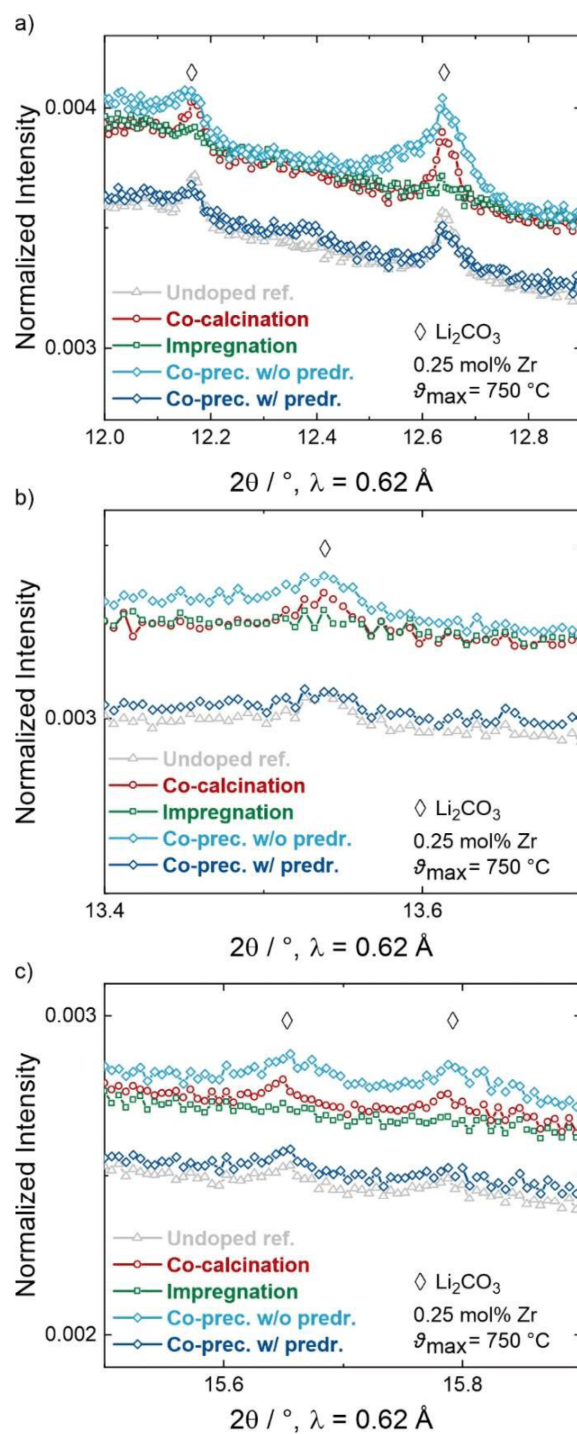 a)
Normalized Intensity
0.004
0.003
◊
◊
Undoped ref.
Co-calcination
Impregnation
Co-prec. w/o predr.
Co-prec. w/ predr.
◊ Li₂CO₃
0.25 mol% Zr
ϑmax = 750 °C
12.0 12.2 12.4 12.6 12.8
2θ / °, λ = 0.62 Å
b)
Normalized Intensity
0.003
◊
Undoped ref.
Co-calcination
Impregnation
Co-prec. w/o predr.
Co-prec. w/ predr.
◊ Li₂CO₃
0.25 mol% Zr
ϑmax = 750 °C
13.4 13.6
2θ / °, λ = 0.62 Å
c)
Normalized Intensity
0.003
0.002
◊
◊
Undoped ref.
Co-calcination
Impregnation
Co-prec. w/o predr.
Co-prec. w/ predr.
◊ Li₂CO₃
0.25 mol% Zr
ϑmax = 750 °C
15.6 15.8
2θ / °, λ = 0.62 Å